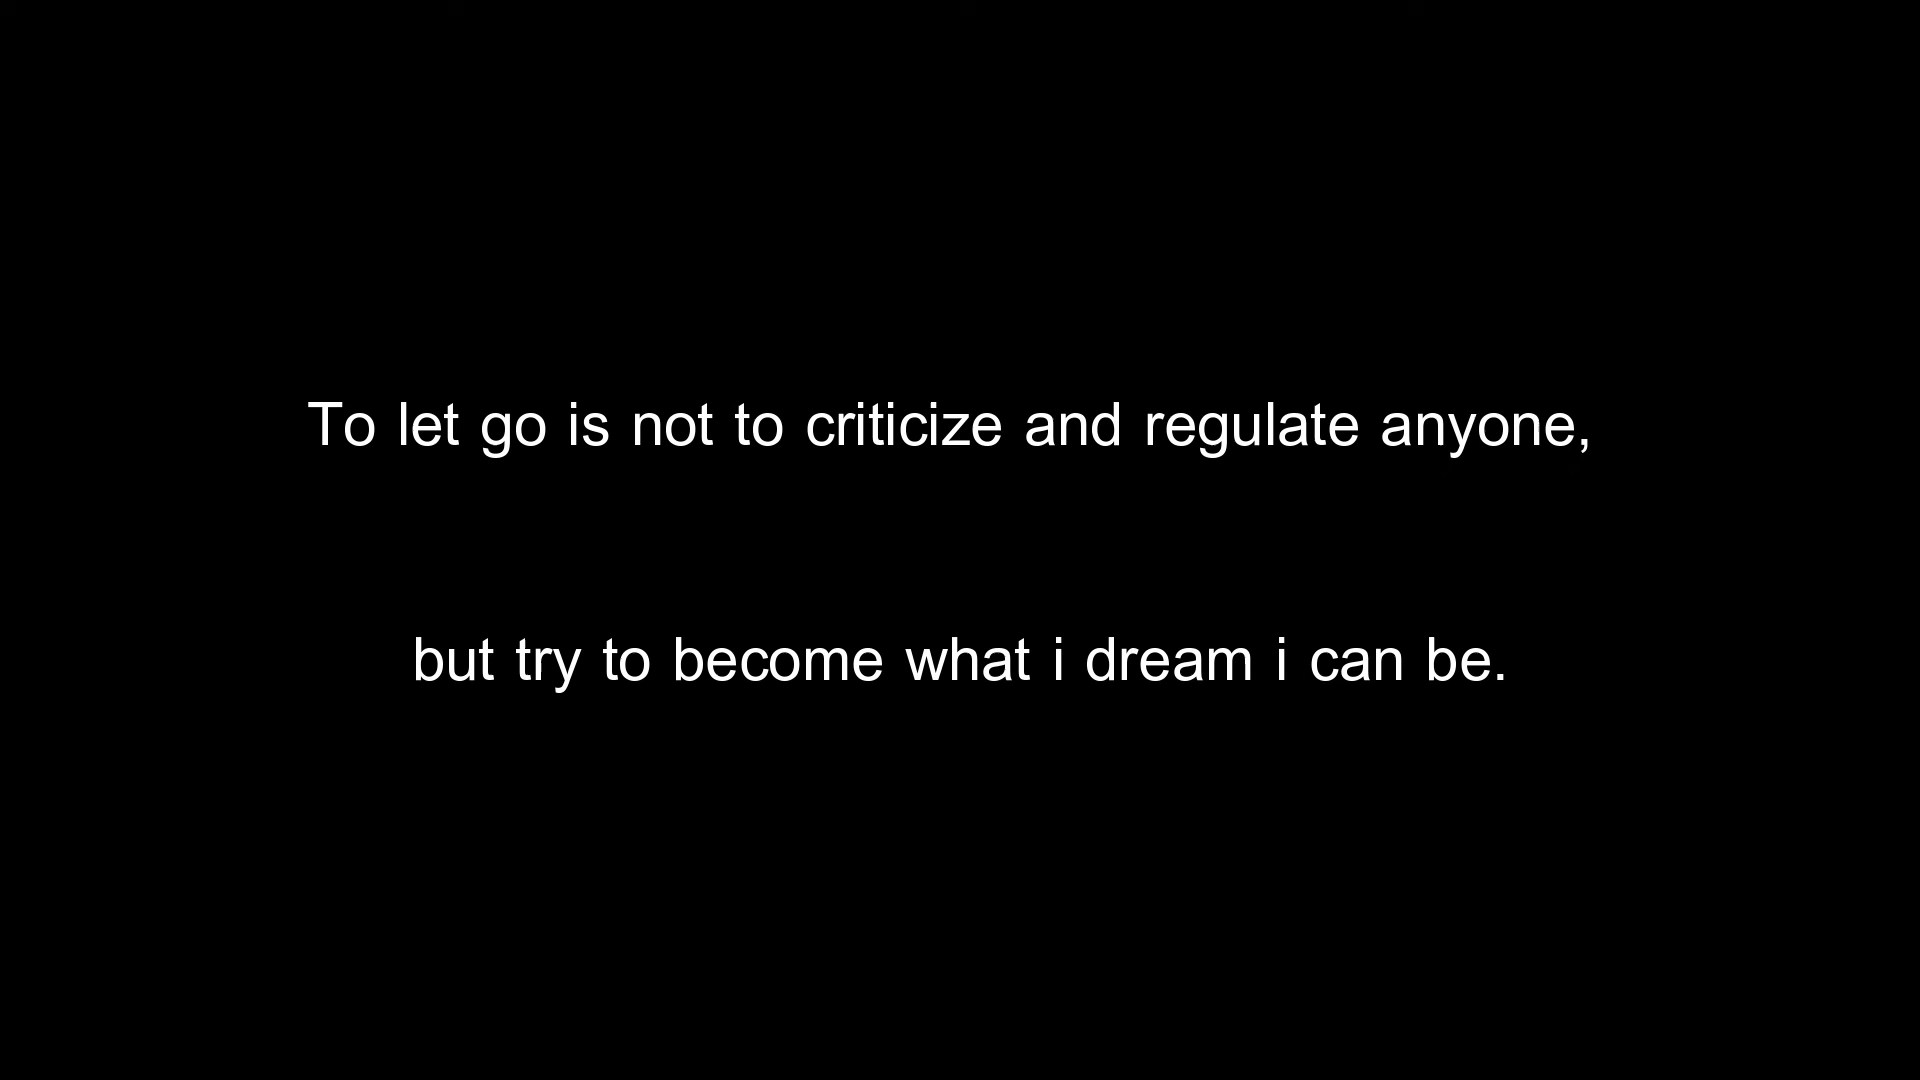 To let go is not to criticize and regulate anyone,
but try to become what i dream i can be.